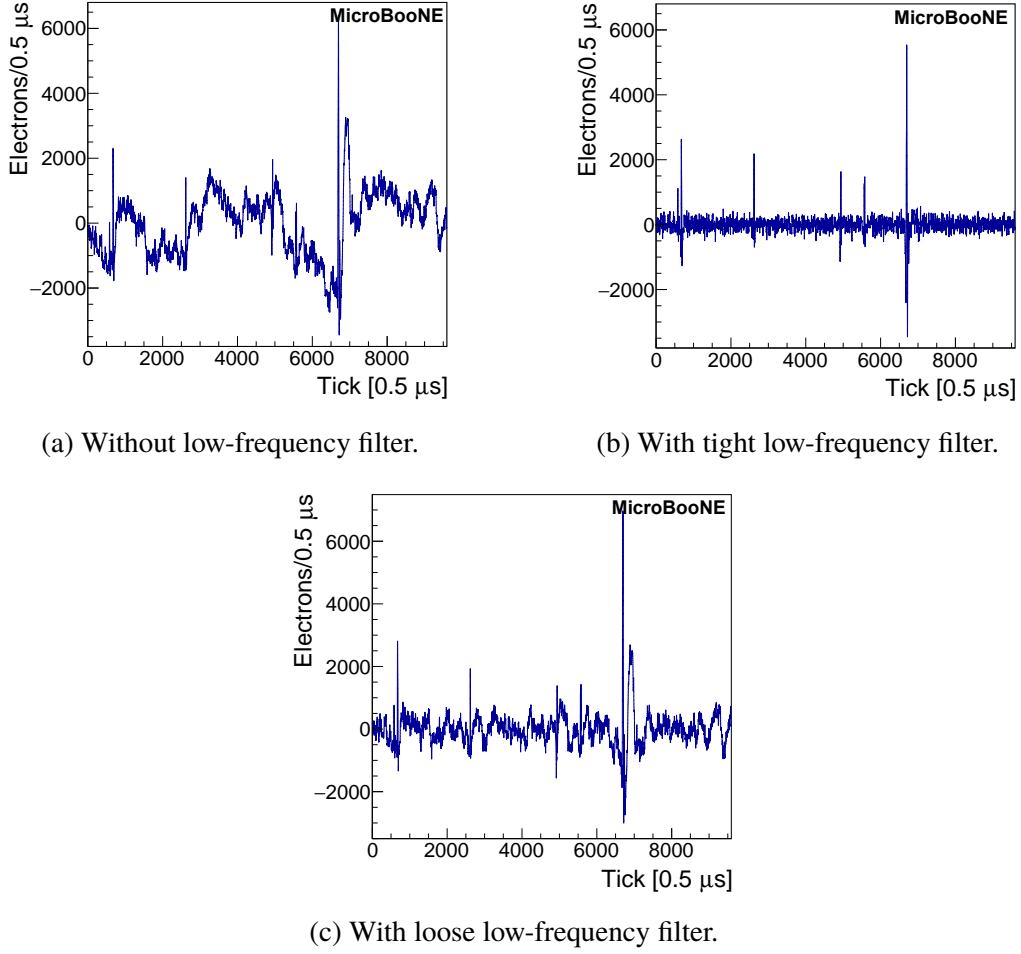 MicroBooNE
Electrons/0.5 μs
6000
4000
2000
0
−2000
0 2000 4000 6000 8000
Tick [0.5 μs]
(a) Without low-frequency filter.
MicroBooNE
Electrons/0.5 μs
6000
4000
2000
0
−2000
0 2000 4000 6000 8000
Tick [0.5 μs]
(b) With tight low-frequency filter.
MicroBooNE
Electrons/0.5 μs
6000
4000
2000
0
−2000
0 2000 4000 6000 8000
Tick [0.5 μs]
(c) With loose low-frequency filter.